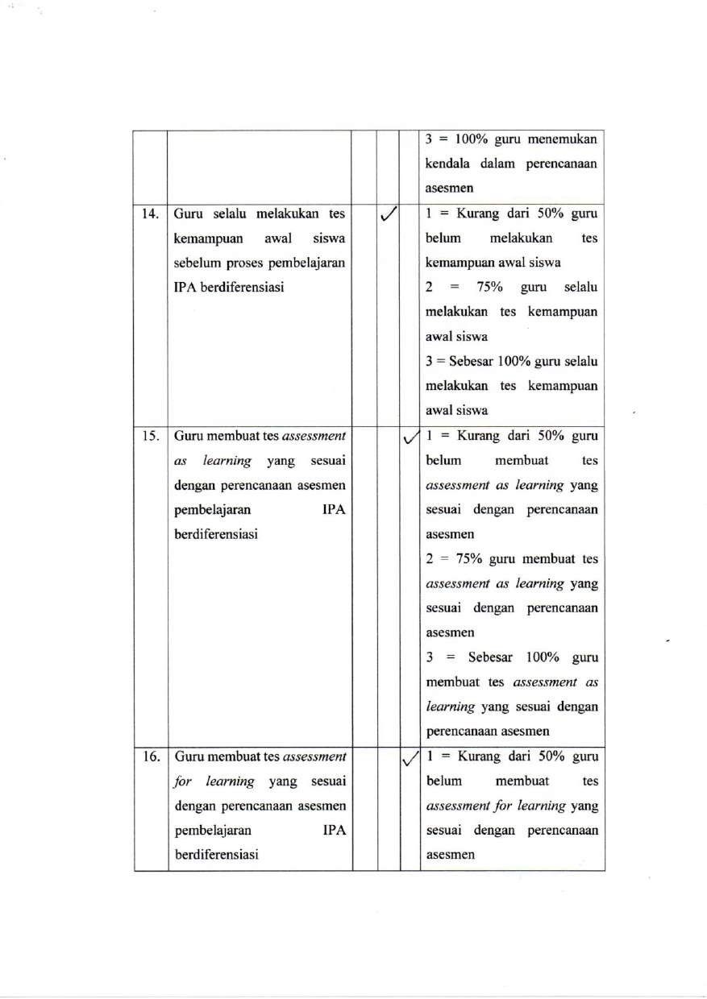 3 = 100% guru menemukan
kendala dalam perencanaan
asesmen
14.
Guru selalu melakukan tes
kemampuan awal siswa
sebelum proses pembelajaran
IPA berdiferensiasi
✓
1 = Kurang dari 50% guru
belum melakukan tes
kemampuan awal siswa
2 = 75% guru selalu
melakukan tes kemampuan
awal siswa
3 = Sebesar 100% guru selalu
melakukan tes kemampuan
awal siswa
15.
Guru membuat tes assessment
as learning yang sesuai
dengan perencanaan asesmen
pembelajaran IPA
berdiferensiasi
✓
1 = Kurang dari 50% guru
belum membuat tes
assessment as learning yang
sesuai dengan perencanaan
asesmen
2 = 75% guru membuat tes
assessment as learning yang
sesuai dengan perencanaan
asesmen
3 = Sebesar 100% guru
membuat tes assessment as
learning yang sesuai dengan
perencanaan asesmen
16.
Guru membuat tes assessment
for learning yang sesuai
dengan perencanaan asesmen
pembelajaran IPA
berdiferensiasi
✓
1 = Kurang dari 50% guru
belum membuat tes
assessment for learning yang
sesuai dengan perencanaan
asesmen